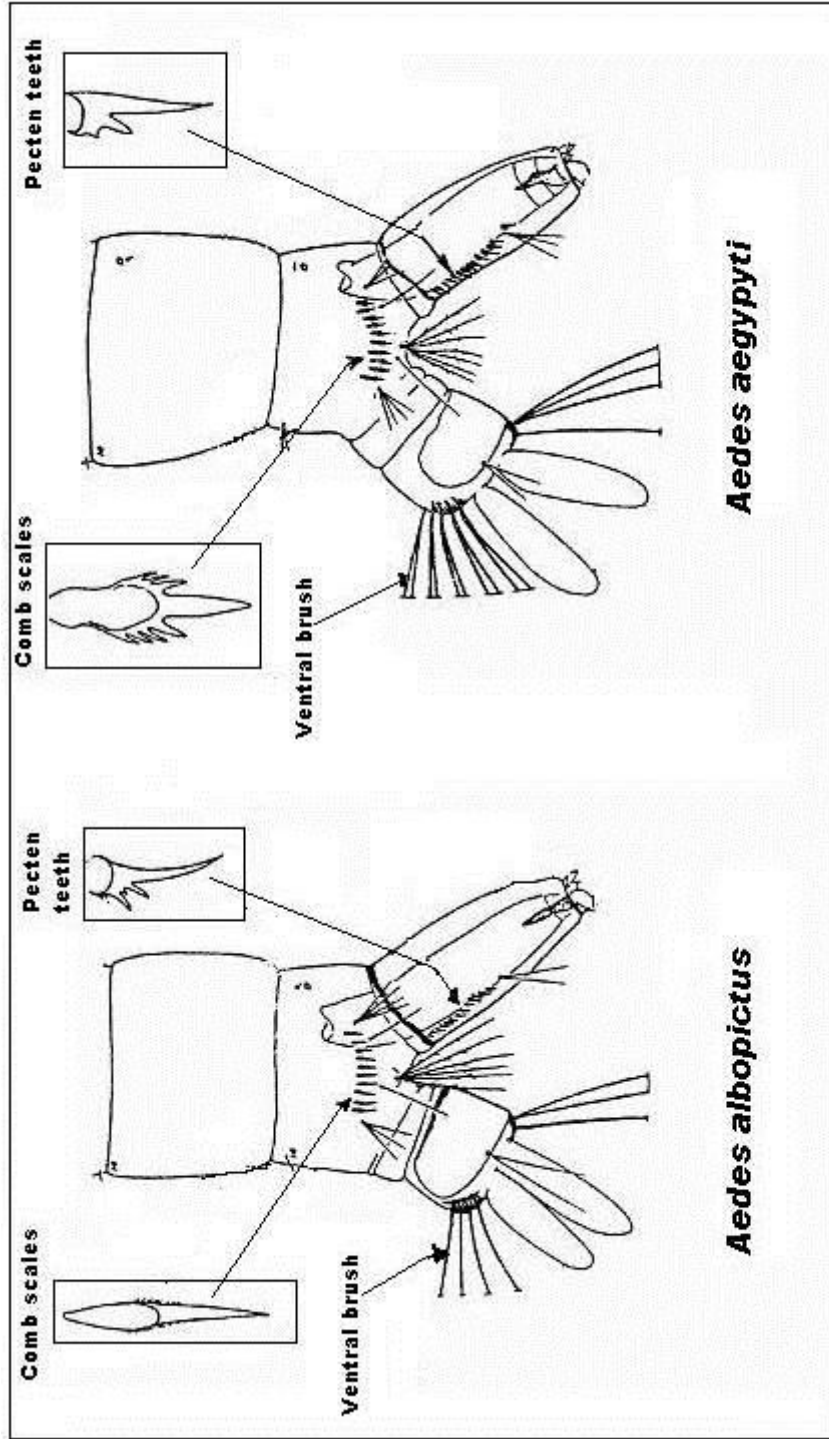 Comb scales
Pecten
teeth
Comb scales
Pecten teeth
Ventral brush
Ventral brush
Aedes albopictus
Aedes aegypyti